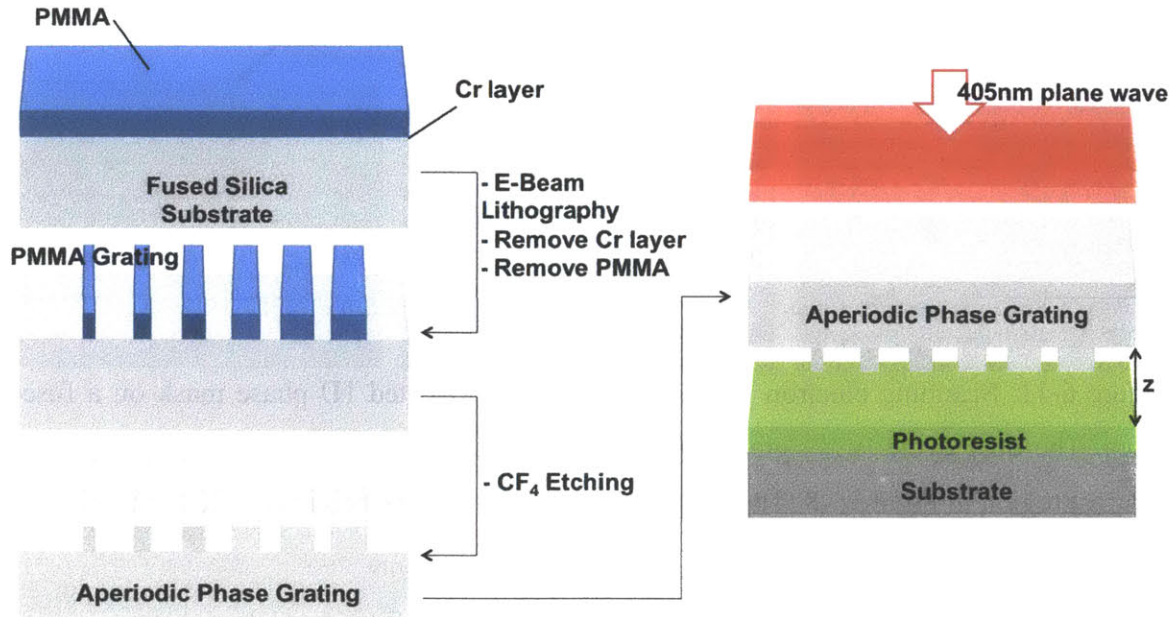 PMMA
Cr layer
Fused Silica
Substrate
- E-Beam
Lithography
- Remove Cr layer
- Remove PMMA
PMMA Grating
- CF₄ Etching
Aperiodic Phase Grating
405nm plane wave
Aperiodic Phase Grating
z
Photoresist
Substrate